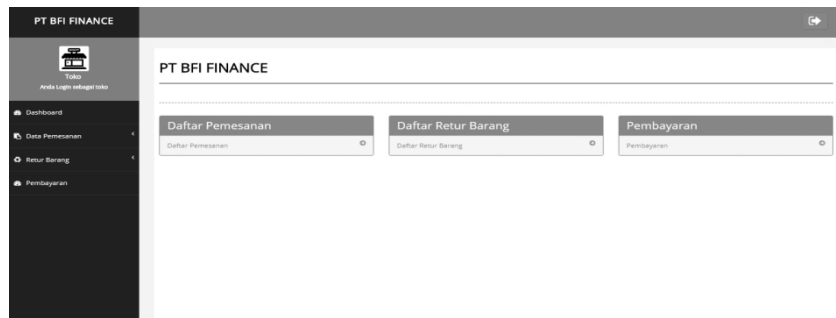 PT BFI FINANCE
Toko
Anda Login sebagai toko
Dashboard
Data Pemesanan
Retur Barang
Pembayaran
PT BFI FINANCE
Daftar Pemesanan
Daftar Pemesanan
Daftar Retur Barang
Daftar Retur Barang
Pembayaran
Pembayaran